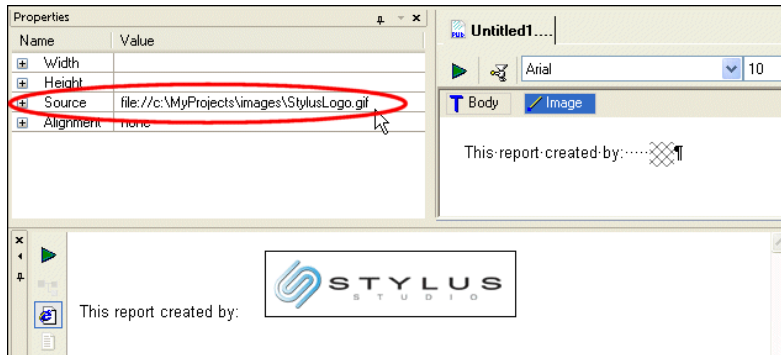 Properties
Name Value
Width
Height
Source file://c:\MyProjects\images\StylusLogo.gif
Alignment none
Untitled1....
Arial 10
Body Image
This·report·created·by:·····¶
This report created by:
STYLUS
STUDIO